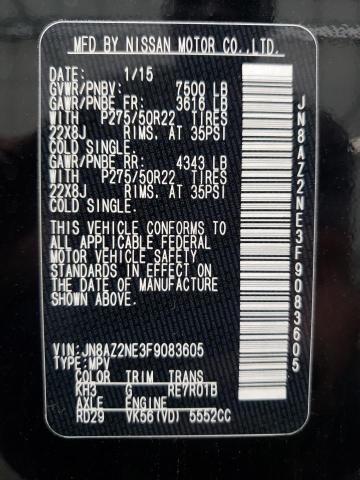 MFD BY NISSAN MOTOR CO.,LTD.
DATE: 1/15
GVWR/PNBV: 7500 LB
GAWR/PNBE FR: 3616 LB
WITH P275/50R22 TIRES
22X8J RIMS, AT 35PSI
COLD SINGLE.
GAWR/PNBE RR: 4343 LB
WITH P275/50R22 TIRES
22X8J RIMS, AT 35PSI
COLD SINGLE.
THIS VEHICLE CONFORMS TO
ALL APPLICABLE FEDERAL
MOTOR VEHICLE SAFETY
STANDARDS IN EFFECT ON
THE DATE OF MANUFACTURE
SHOWN ABOVE.
VIN:JN8AZ2NE3F9083605
TYPE:MPV
COLOR TRIM TRANS
KH3 G RE7R01B
AXLE ENGINE
RD29 VK56(VD) 5552CC
JN8AZ2NE3F9083605